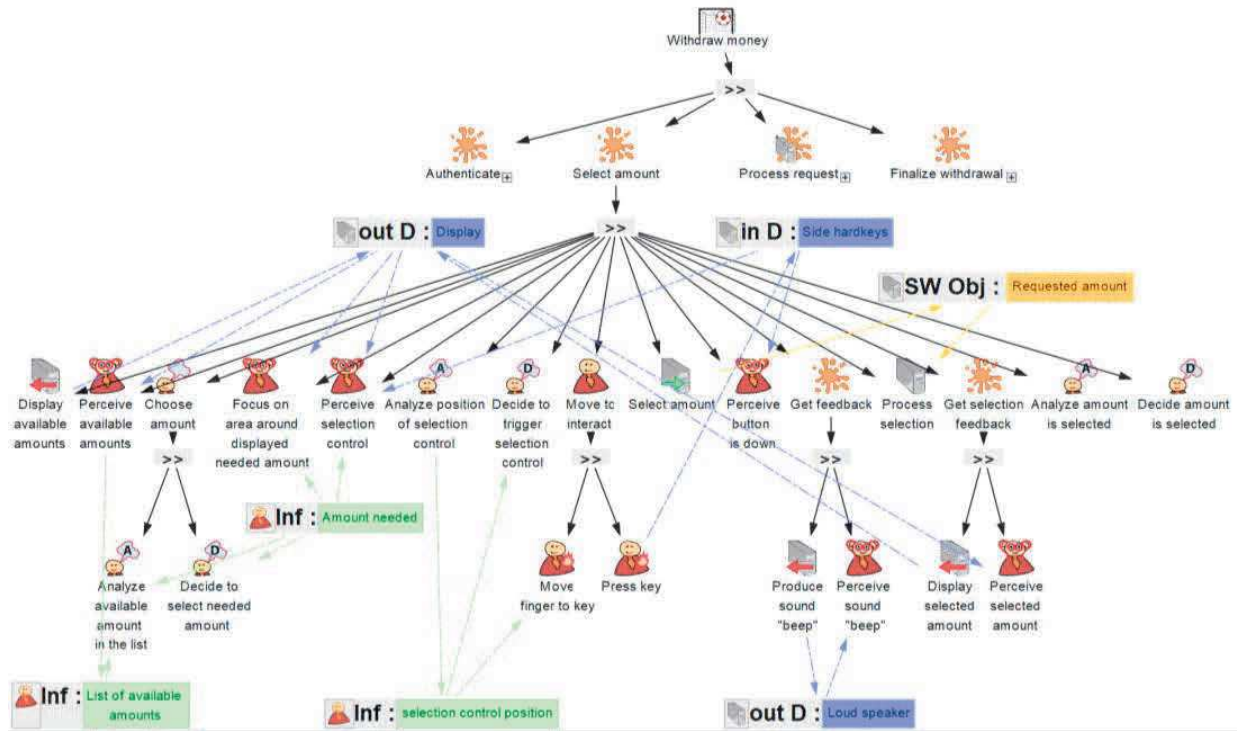 Withdraw money
>>
Authenticate
Select amount
Process request
Finalize withdrawal
out D : Display
>>
in D : Side hardkeys
SW Obj : Requested amount
A
D
A
D
Display
available
amounts
Perceive
available
amounts
Choose
amount
Focus on
area around
displayed
needed amount
Perceive
selection
control
Analyze position
of selection
control
Decide to
trigger
selection
control
Move to
interact
Select amount
Perceive
button
is down
Get feedback
Process
selection
Get selection
feedback
Analyze amount
is selected
Decide amount
is selected
>>
>>
>>
>>
Inf : Amount needed
A
D
Analyze
available
amount
in the list
Decide to
select needed
amount
Move
finger to key
Press key
Produce
sound
"beep"
Perceive
sound
"beep"
Display
selected
amount
Perceive
selected
amount
Inf : List of available
amounts
Inf : selection control position
out D : Loud speaker